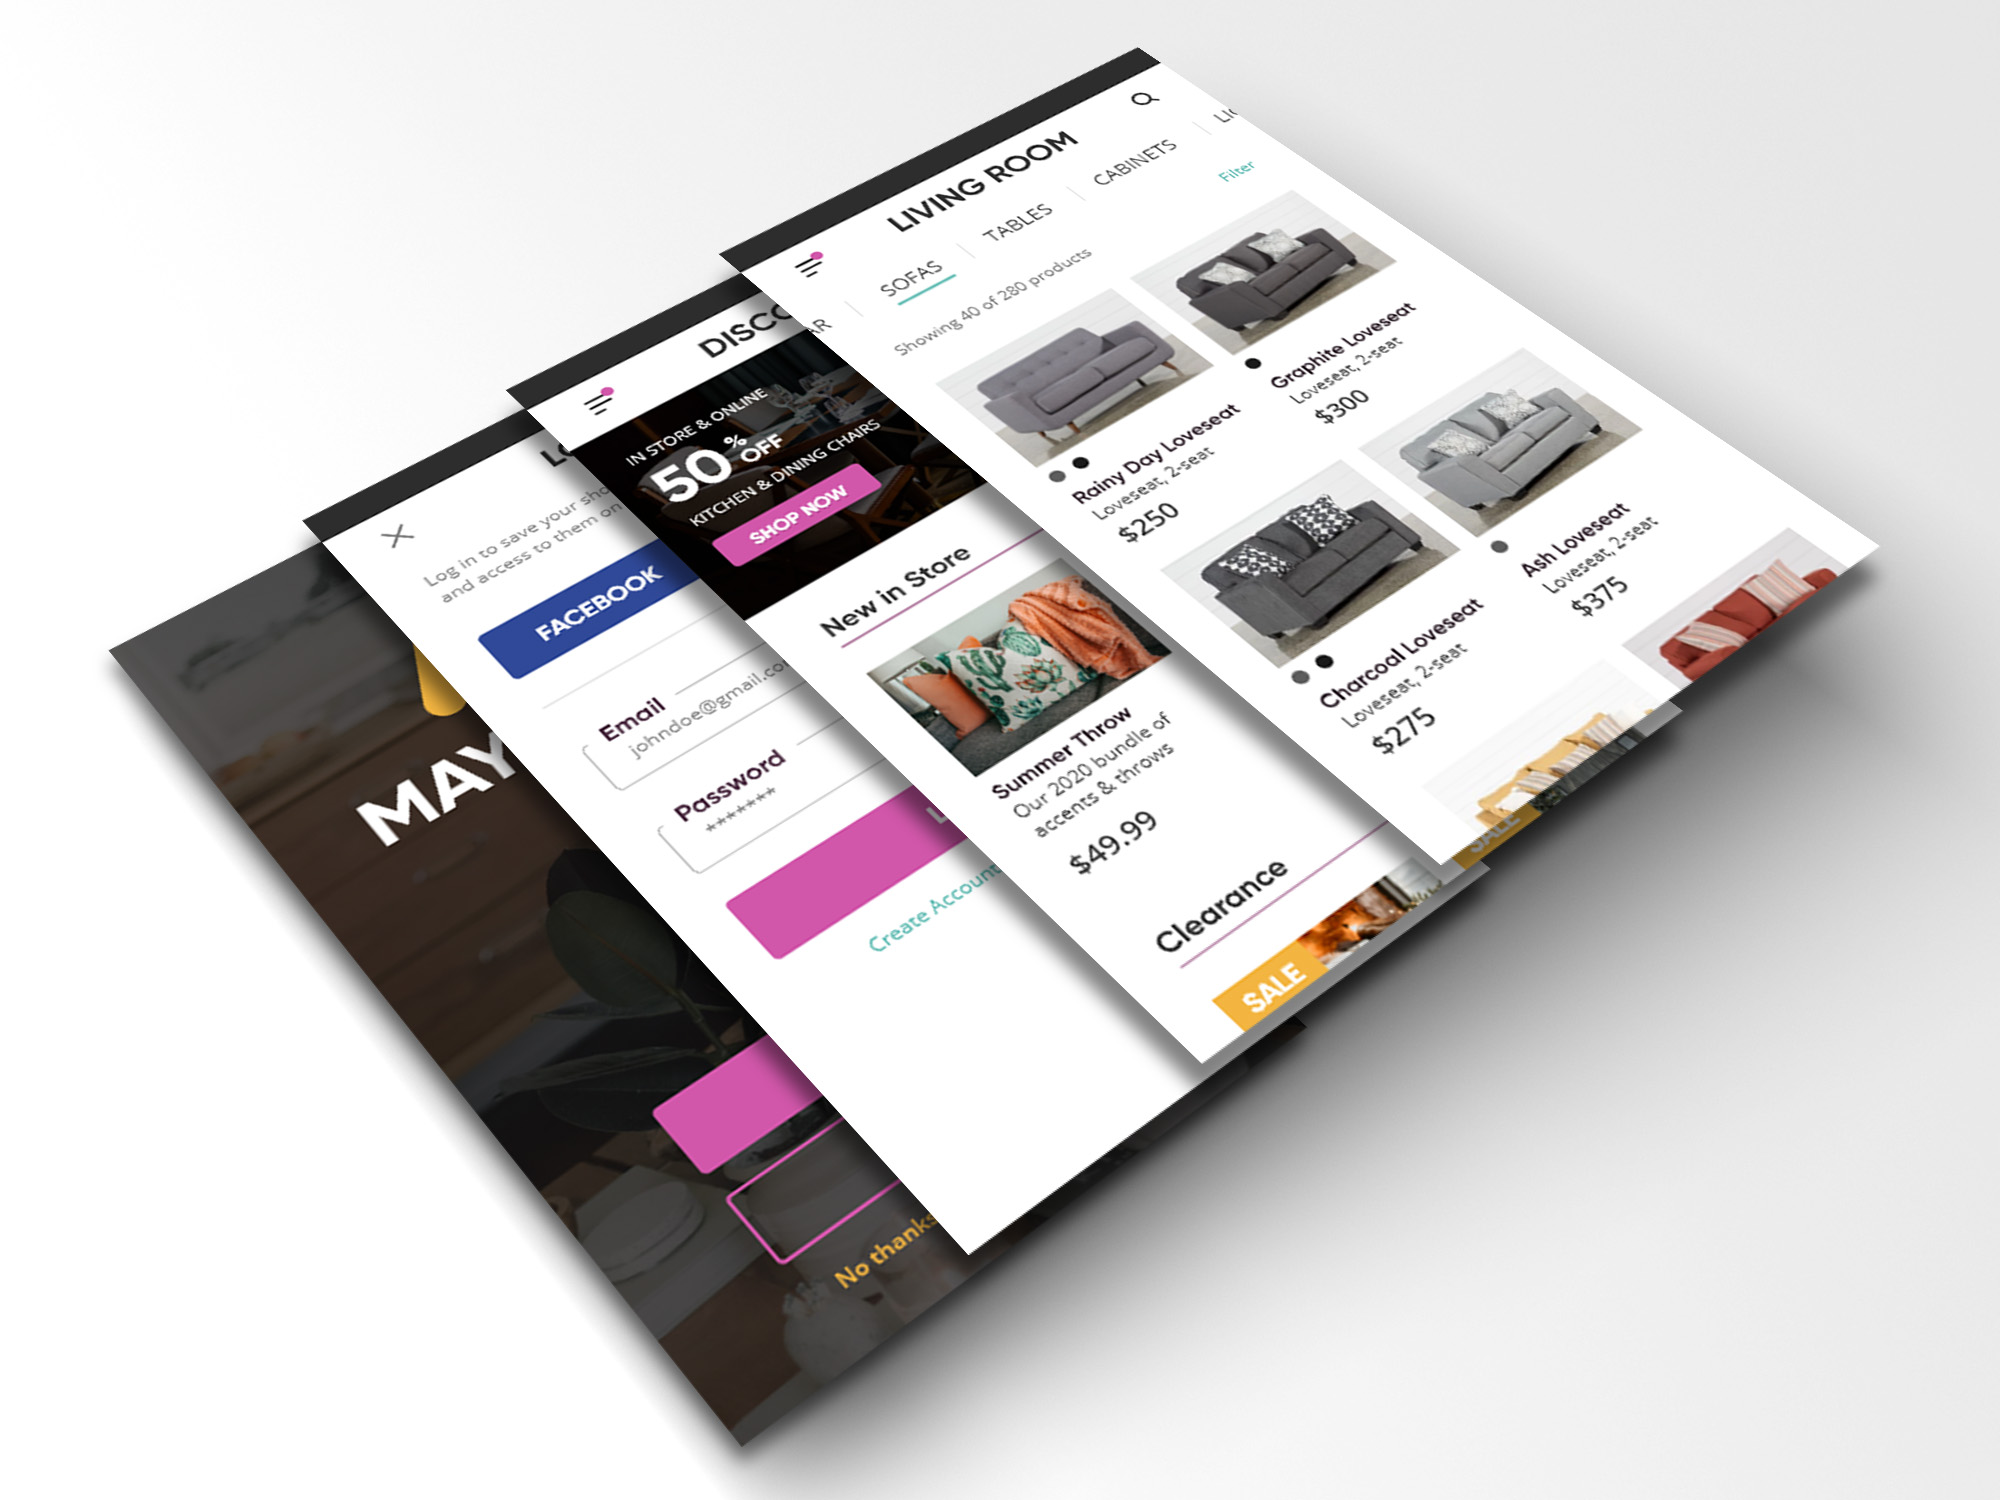 LIVING ROOM
SOFAS
TABLES
CABINETS
Filter
Showing 40 of 280 products
Rainy Day Loveseat
Loveseat, 2-seat
$250
Graphite Loveseat
Loveseat, 2-seat
$300
Charcoal Loveseat
Loveseat, 2-seat
$275
Ash Loveseat
Loveseat, 2-seat
$375
SALE
DISCO
IN STORE & ONLINE
50% OFF
KITCHEN & DINING CHAIRS
SHOP NOW
New in Store
Summer Throw
Our 2020 bundle of
accents & throws
$49.99
Clearance
SALE
Log in to save your sho
and access to them on
FACEBOOK
Email
johndoe@gmail.co
Password
*******
Create Account
MAY
No thanks